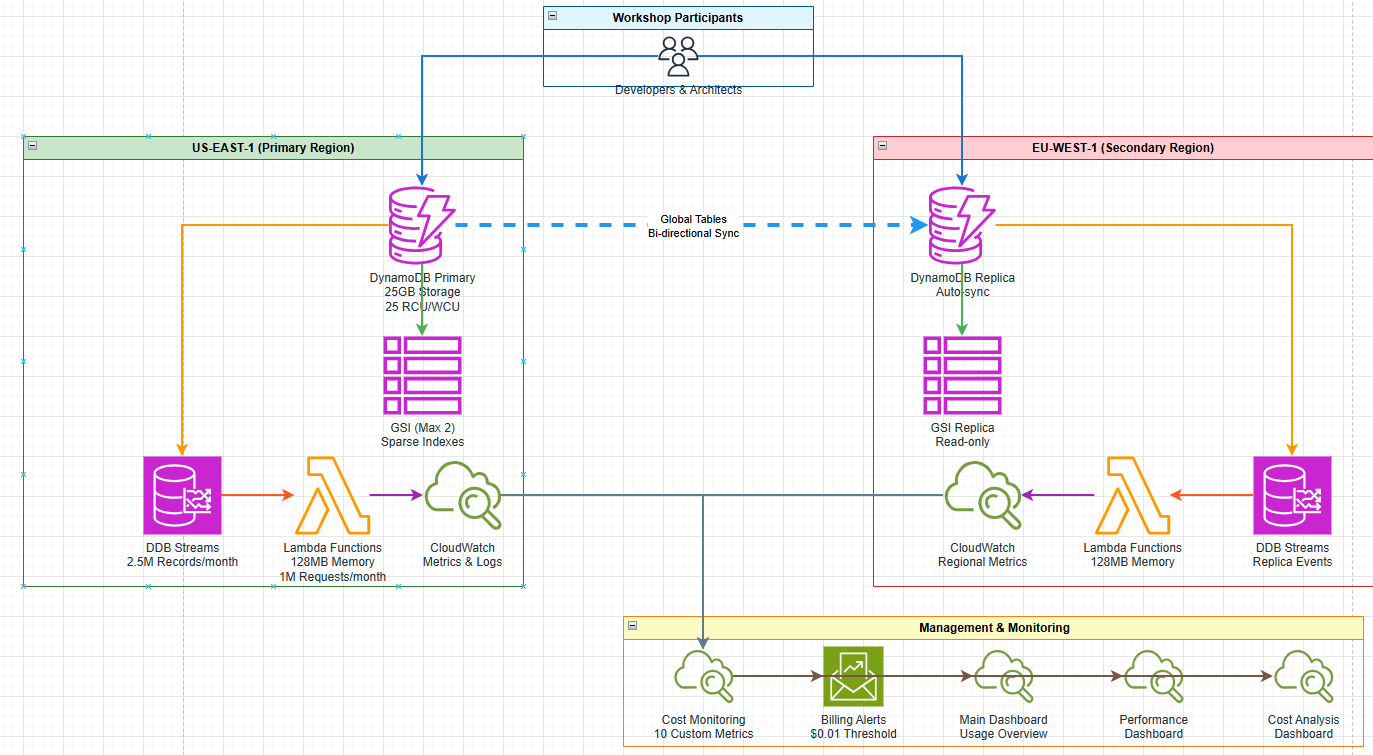 Workshop Participants
Developers & Architects
US-EAST-1 (Primary Region)
EU-WEST-1 (Secondary Region)
Global Tables
Bi-directional Sync
DynamoDB Primary
25GB Storage
25 RCU/WCU
DynamoDB Replica
Auto-sync
GSI (Max 2)
Sparse Indexes
GSI Replica
Read-only
DDB Streams
2.5M Records/month
Lambda Functions
128MB Memory
1M Requests/month
CloudWatch
Metrics & Logs
CloudWatch
Regional Metrics
Lambda Functions
128MB Memory
DDB Streams
Replica Events
Management & Monitoring
Cost Monitoring
10 Custom Metrics
Billing Alerts
$0.01 Threshold
Main Dashboard
Usage Overview
Performance
Dashboard
Cost Analysis
Dashboard